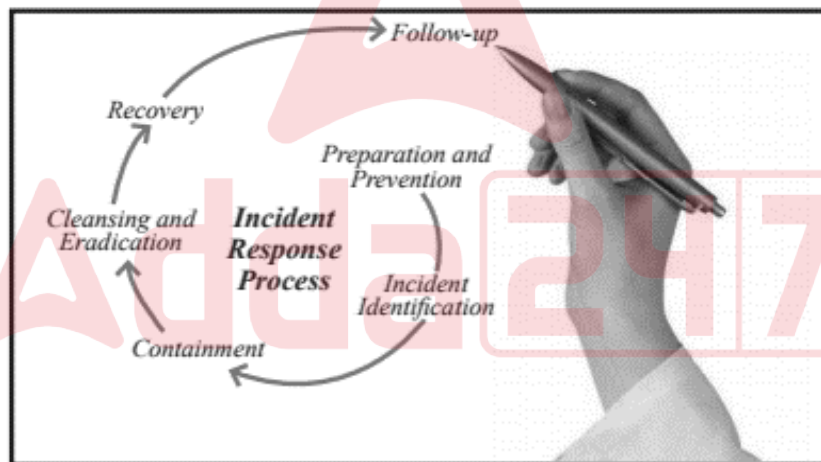 Follow-up
Recovery
Preparation and
Prevention
Cleansing and
Eradication
Incident
Response
Process
Incident
Identification
Containment
Adda247